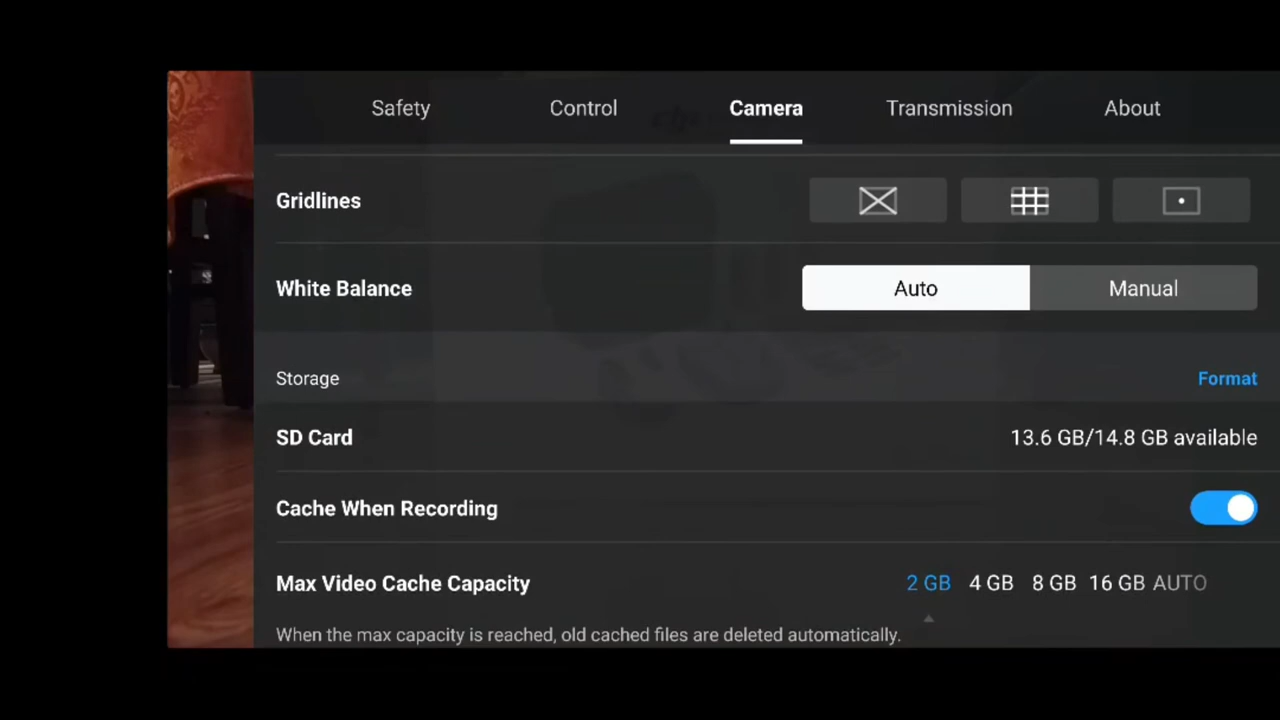 Safety Control Camera Transmission About
Gridlines
White Balance Auto Manual
Storage Format
SD Card 13.6 GB/14.8 GB available
Cache When Recording
Max Video Cache Capacity 2 GB 4 GB 8 GB 16 GB AUTO
When the max capacity is reached, old cached files are deleted automatically.